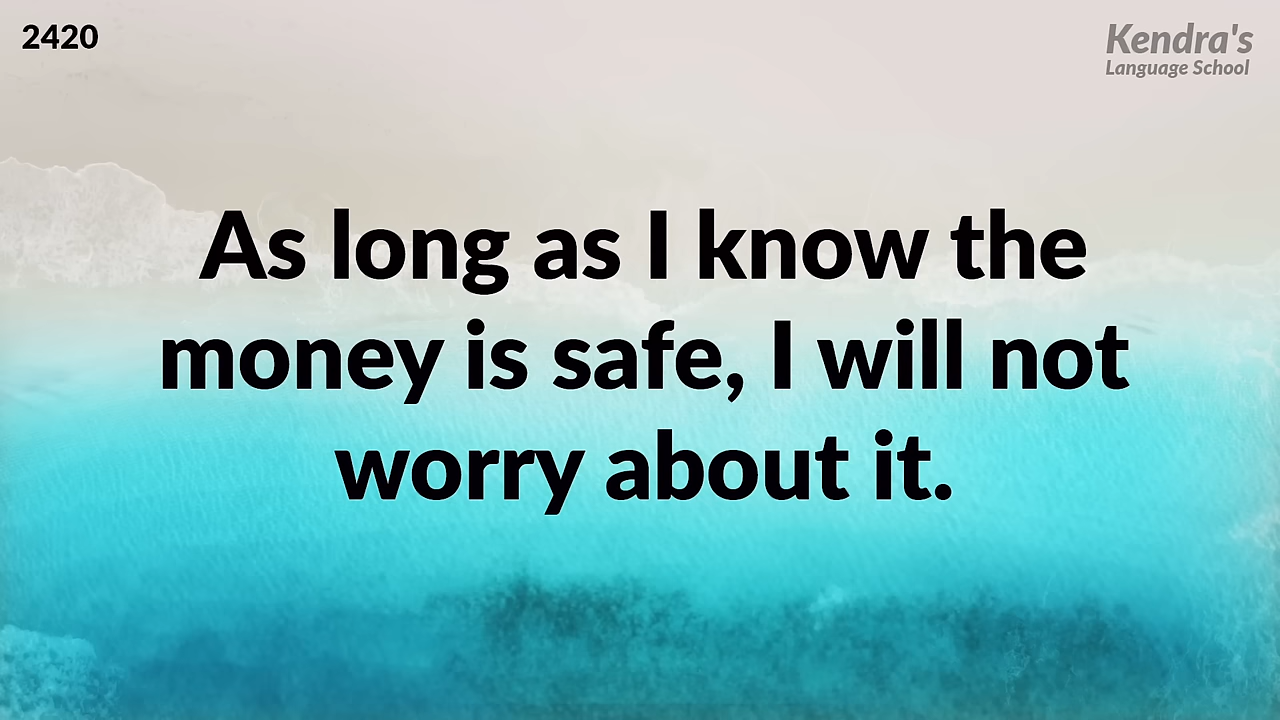 2420
Kendra's
Language School
As long as I know the
money is safe, I will not
worry about it.